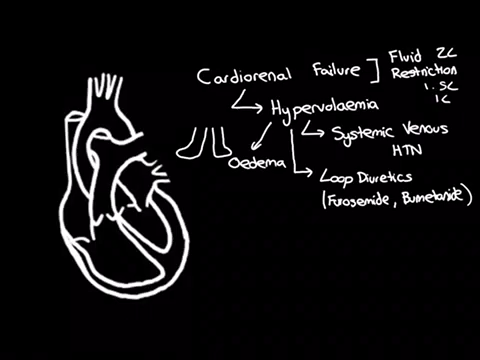 Cardiorenal Failure
Fluid 2L
Restriction
1.5L
1L
Hypervolaemia
Systemic Venous
HTN
Oedema
Loop Diuretics
(Furosemide, Bumetanide)